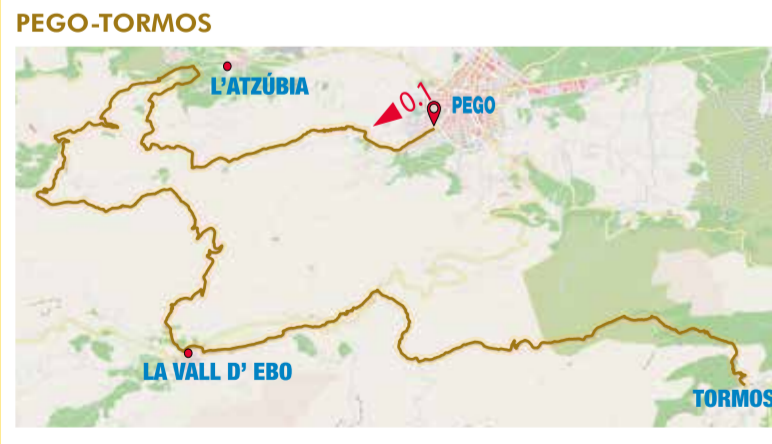 PEGO-TORMOS
L'ATZÚBIA
0.1
PEGO
LA VALL D' EBO
TORMOS